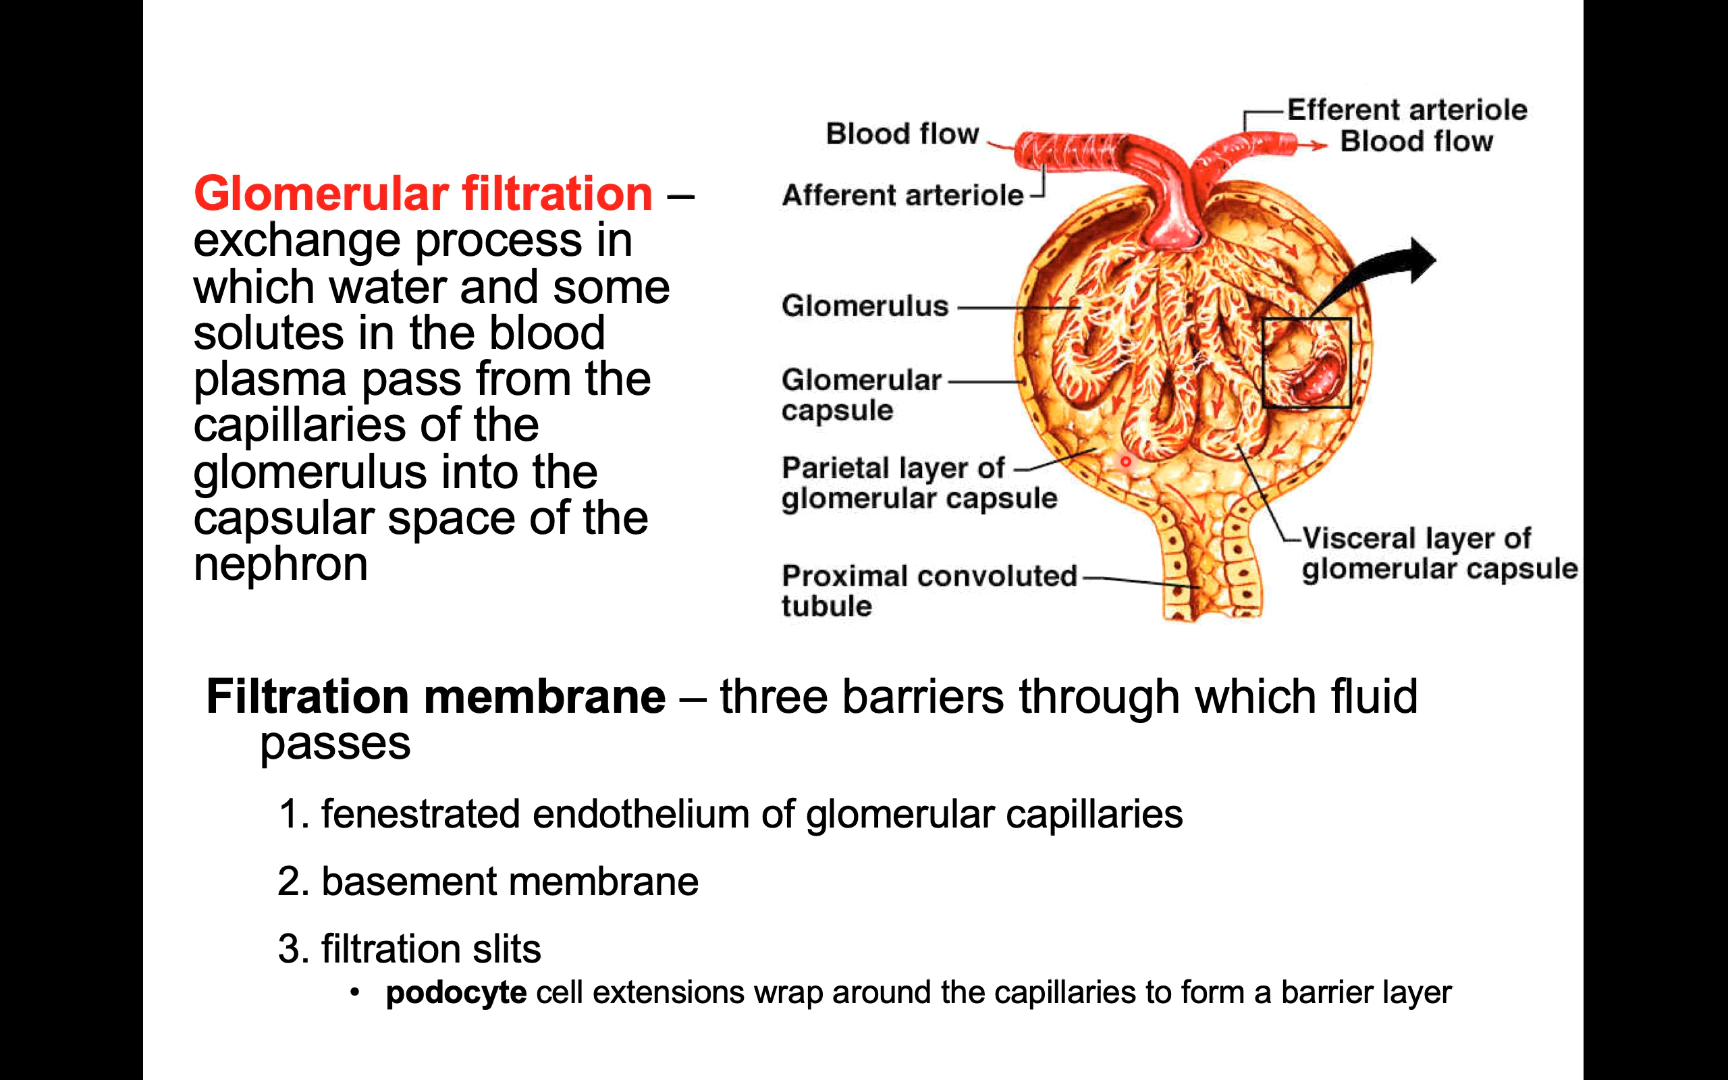 Glomerular filtration –
exchange process in
which water and some
solutes in the blood
plasma pass from the
capillaries of the
glomerulus into the
capsular space of the
nephron
Blood flow
Afferent arteriole
Efferent arteriole
Blood flow
Glomerulus
Glomerular
capsule
Parietal layer of
glomerular capsule
Proximal convoluted
tubule
Visceral layer of
glomerular capsule
Filtration membrane – three barriers through which fluid
passes
1. fenestrated endothelium of glomerular capillaries
2. basement membrane
3. filtration slits
• podocyte cell extensions wrap around the capillaries to form a barrier layer